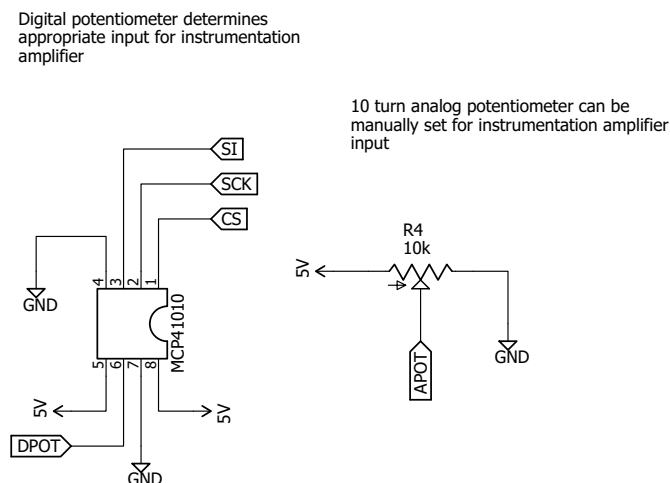 Digital potentiometer determines
appropriate input for instrumentation
amplifier
10 turn analog potentiometer can be
manually set for instrumentation amplifier
input
SI
SCK
CS
R4
10k
5V
GND
APOT
GND
4
3
2
1
MCP41010
5
6
7
8
5V
5V
DPOT
GND